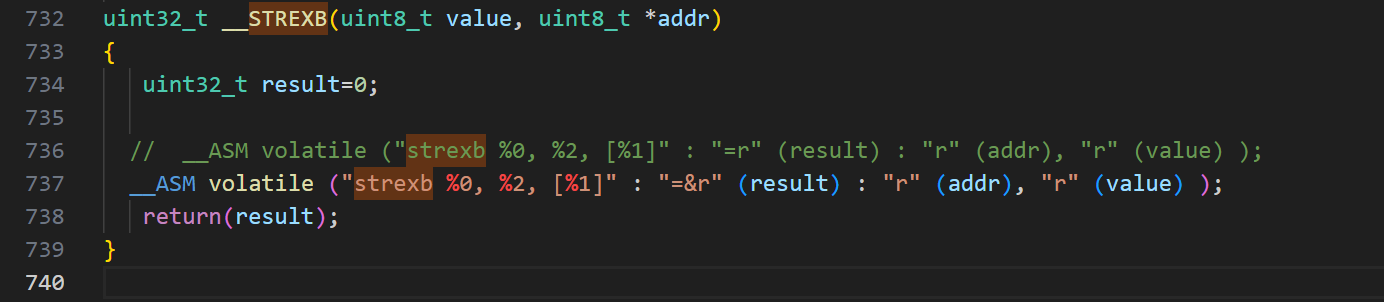 732 uint32_t __STREXB(uint8_t value, uint8_t *addr)
733 {
734 uint32_t result=0;
735
736 // __ASM volatile ("strexb %0, %2, [%1]" : "=r" (result) : "r" (addr), "r" (value) );
737 __ASM volatile ("strexb %0, %2, [%1]" : "=&r" (result) : "r" (addr), "r" (value) );
738 return(result);
739 }
740